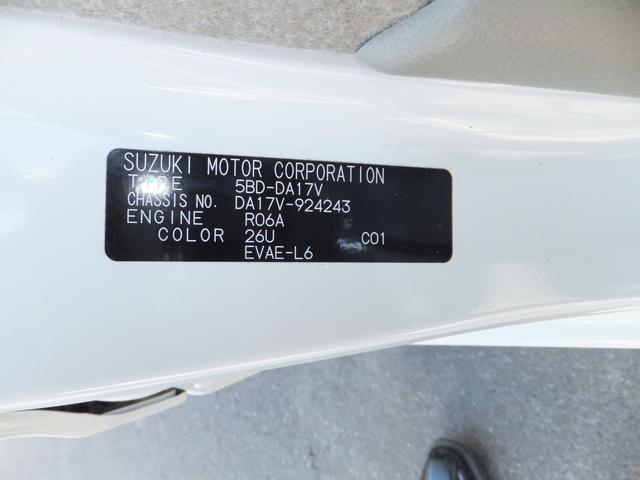 SUZUKI MOTOR CORPORATION
TYPE 5BD-DA17V
CHASSIS NO. DA17V-924243
ENGINE R06A
COLOR 26U C01
EVAE-L6